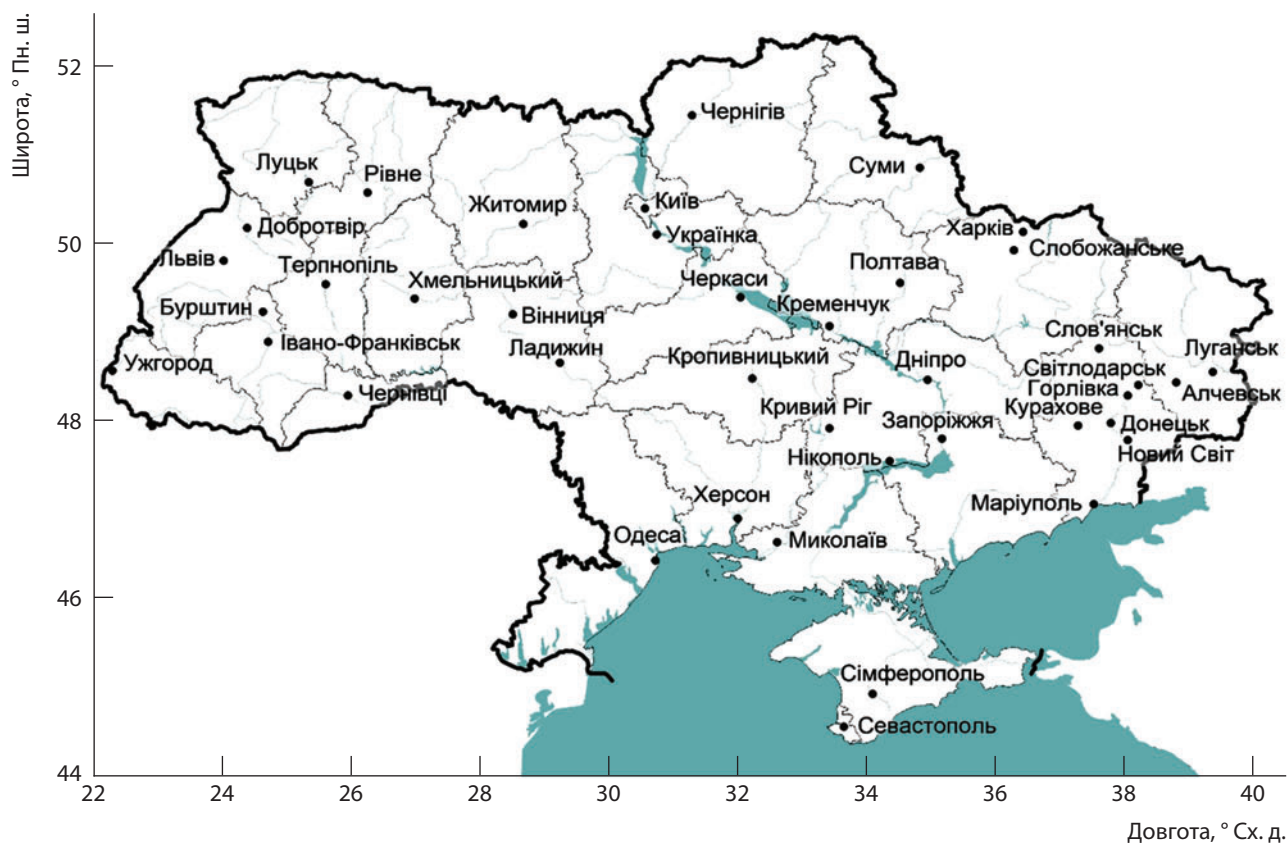 Широта, ° Пн. ш.
52
50
48
46
44
Чернігів
Суми
Луцьк
Рівне
Житомир
Київ
Добротвір
Українка
Харків
Слобожанське
Львів
Терпнопіль
Хмельницький
Черкаси
Полтава
Бурштин
Вінниця
Кременчук
Івано-Франківськ
Ладижин
Кропивницький
Слов'янськ
Луганськ
Ужгород
Дніпро
Світлодарськ
Горлівка
Алчевськ
Чернівці
Кривий Ріг
Запоріжжя
Курахове
Донецьк
Нікополь
Новий Світ
Херсон
Маріуполь
Одеса
Миколаїв
Сімферополь
Севастополь
22 24 26 28 30 32 34 36 38 40
Довгота, ° Сх. д.